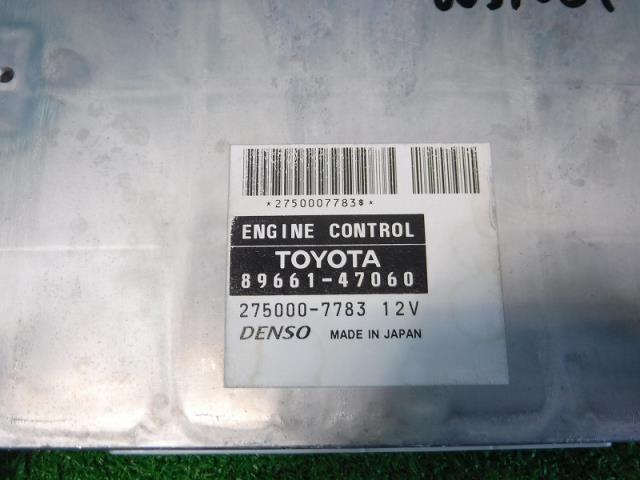 *2750007783$*
ENGINE CONTROL
TOYOTA
89661-47060
275000-7783 12V
DENSO MADE IN JAPAN